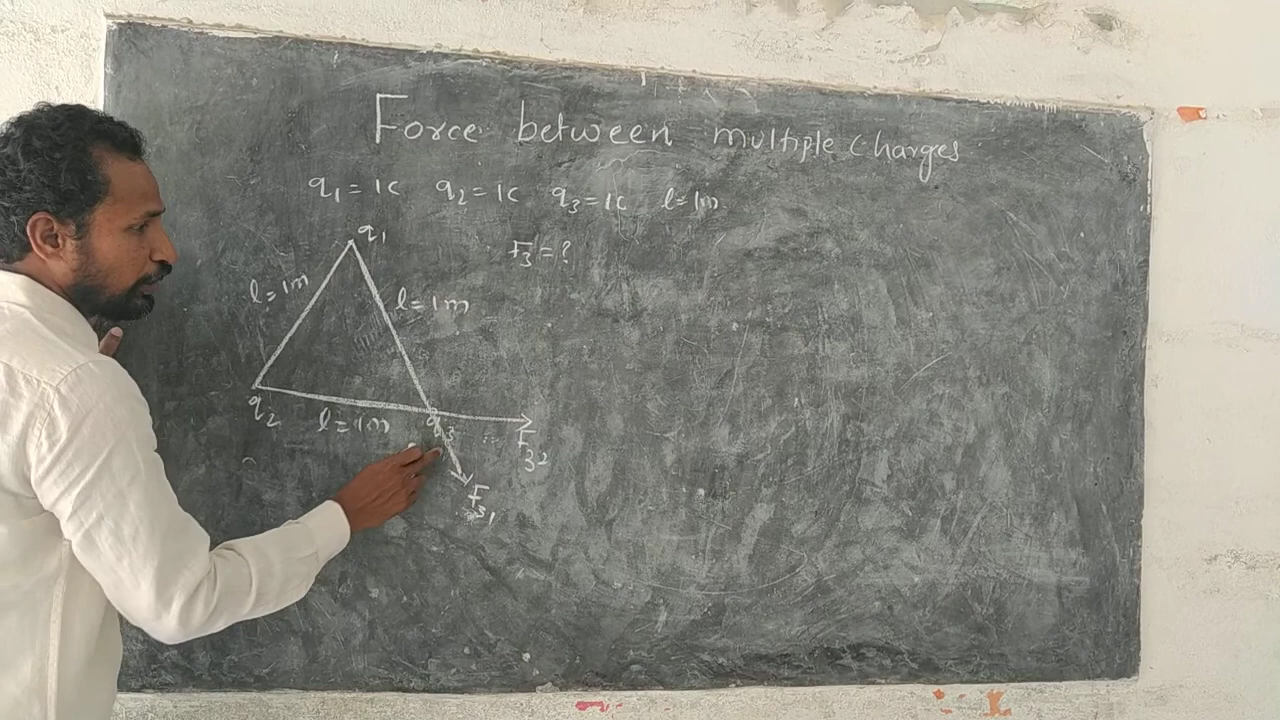 Force between multiple charges
q1 = 1c q2 = 1c q3 = 1c l = 1m
F3 = ?
q1
l = 1m
l = 1m
q2
l = 1m
q3
F32
F31